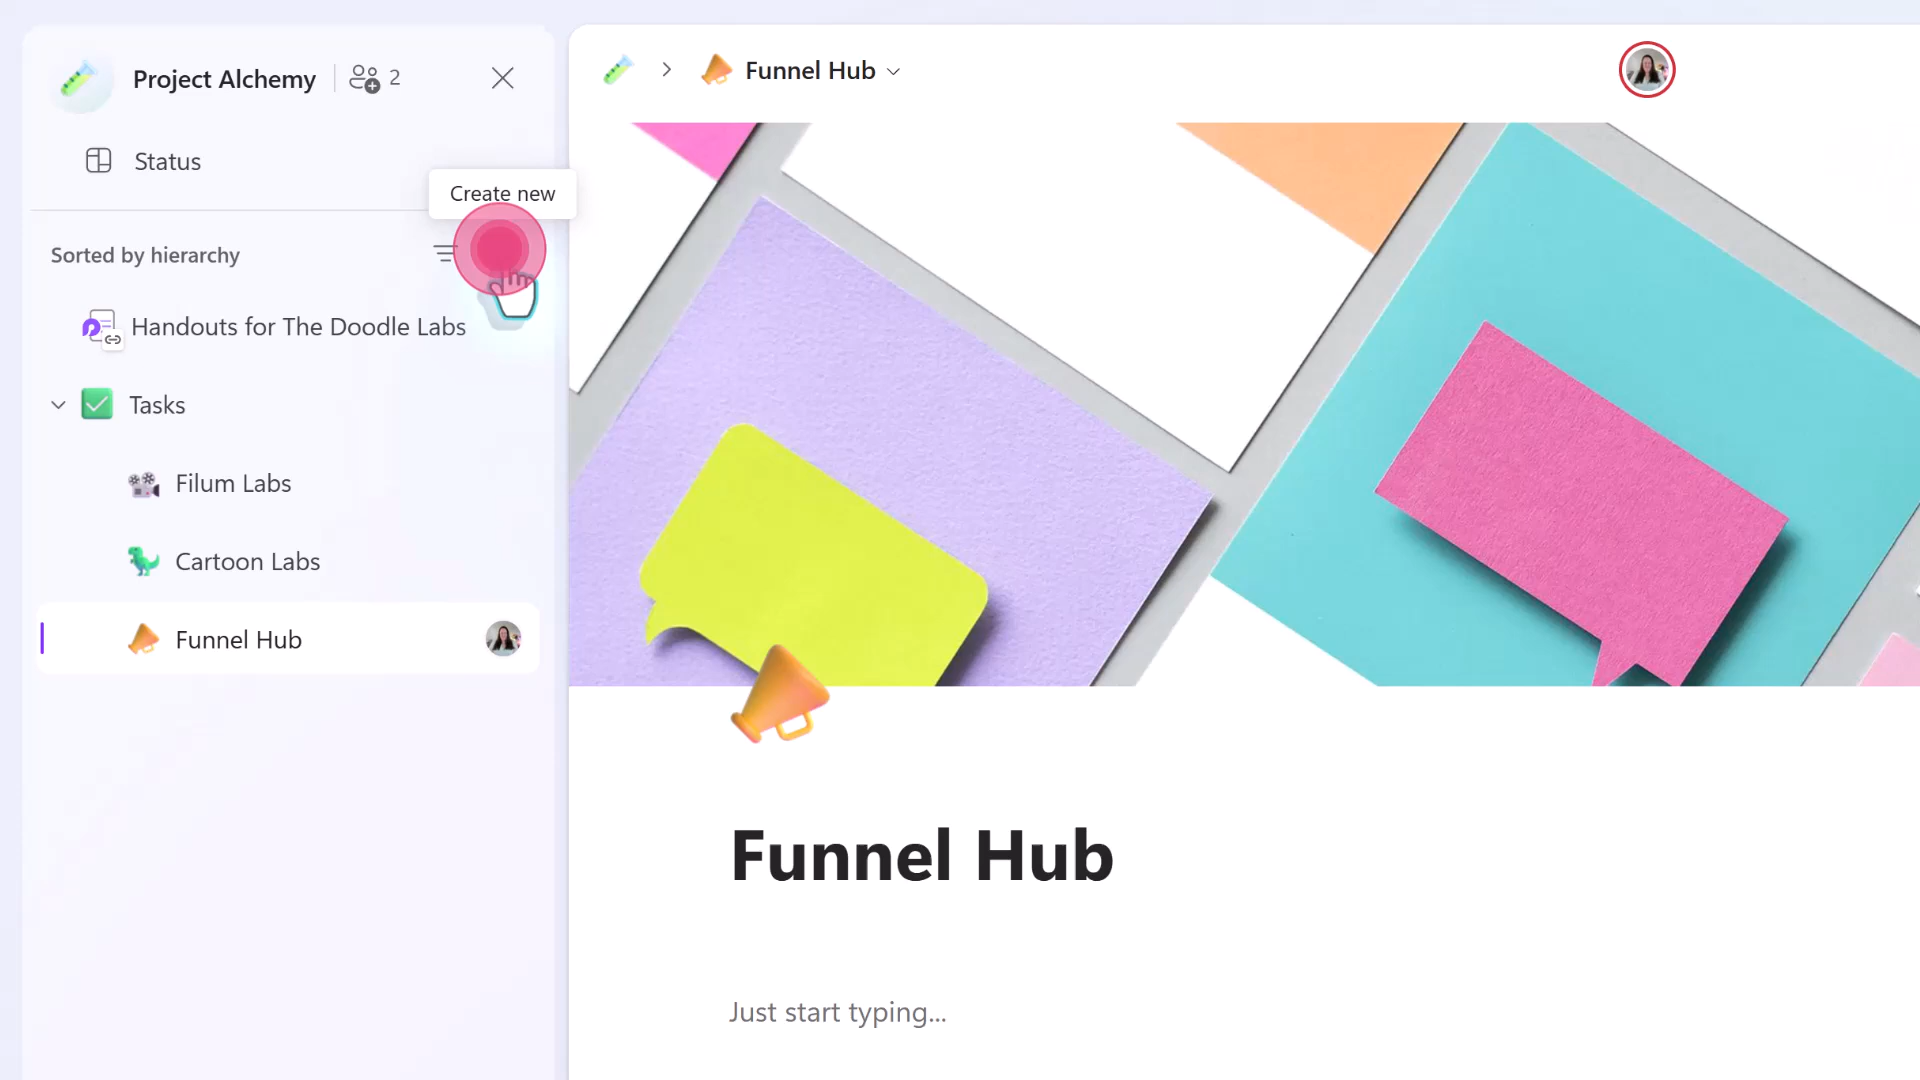 Project Alchemy
2
Status
Create new
Sorted by hierarchy
Handouts for The Doodle Labs
Tasks
Filum Labs
Cartoon Labs
Funnel Hub
Funnel Hub
Funnel Hub
Just start typing...